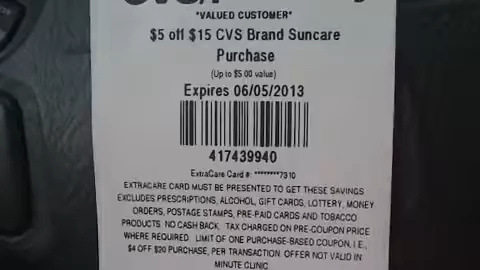 *VALUED CUSTOMER*
$5 off $15 CVS Brand Suncare
Purchase
(Up to $5.00 value)
Expires 06/05/2013
417439940
ExtraCare Card #: ********7310
EXTRACARE CARD MUST BE PRESENTED TO GET THESE SAVINGS
EXCLUDES PRESCRIPTIONS, ALCOHOL, GIFT CARDS, LOTTERY, MONEY
ORDERS, POSTAGE STAMPS, PRE-PAID CARDS AND TOBACCO
PRODUCTS. NO CASH BACK. TAX CHARGED ON PRE-COUPON PRICE
WHERE REQUIRED. LIMIT OF ONE PURCHASE-BASED COUPON, I.E.,
$4 OFF $20 PURCHASE, PER TRANSACTION. OFFER NOT VALID IN
MINUTE CLINIC